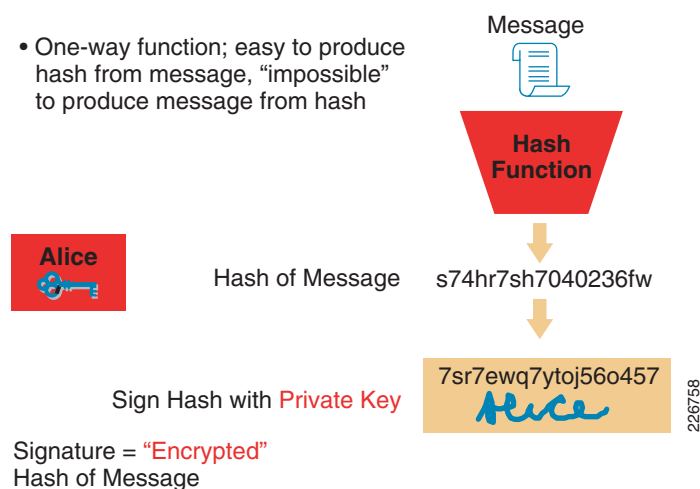 • One-way function; easy to produce
hash from message, “impossible”
to produce message from hash
Message
Hash
Function
Alice
Hash of Message
s74hr7sh7040236fw
Sign Hash with Private Key
7sr7ewq7ytoj56o457
Alice
226758
Signature = “Encrypted”
Hash of Message